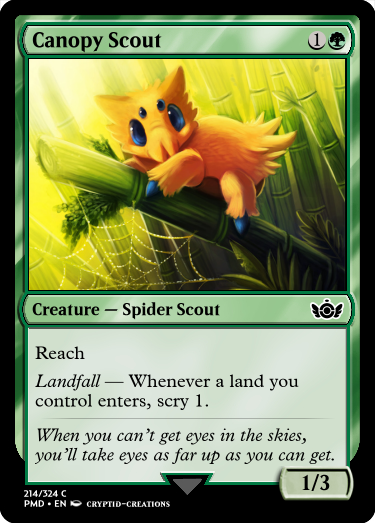 Canopy Scout 1
Creature — Spider Scout
Reach
Landfall — Whenever a land you
control enters, scry 1.
When you can't get eyes in the skies,
you'll take eyes as far up as you can get.
1/3
214/324 C
PMD • EN CRYPTID-CREATIONS